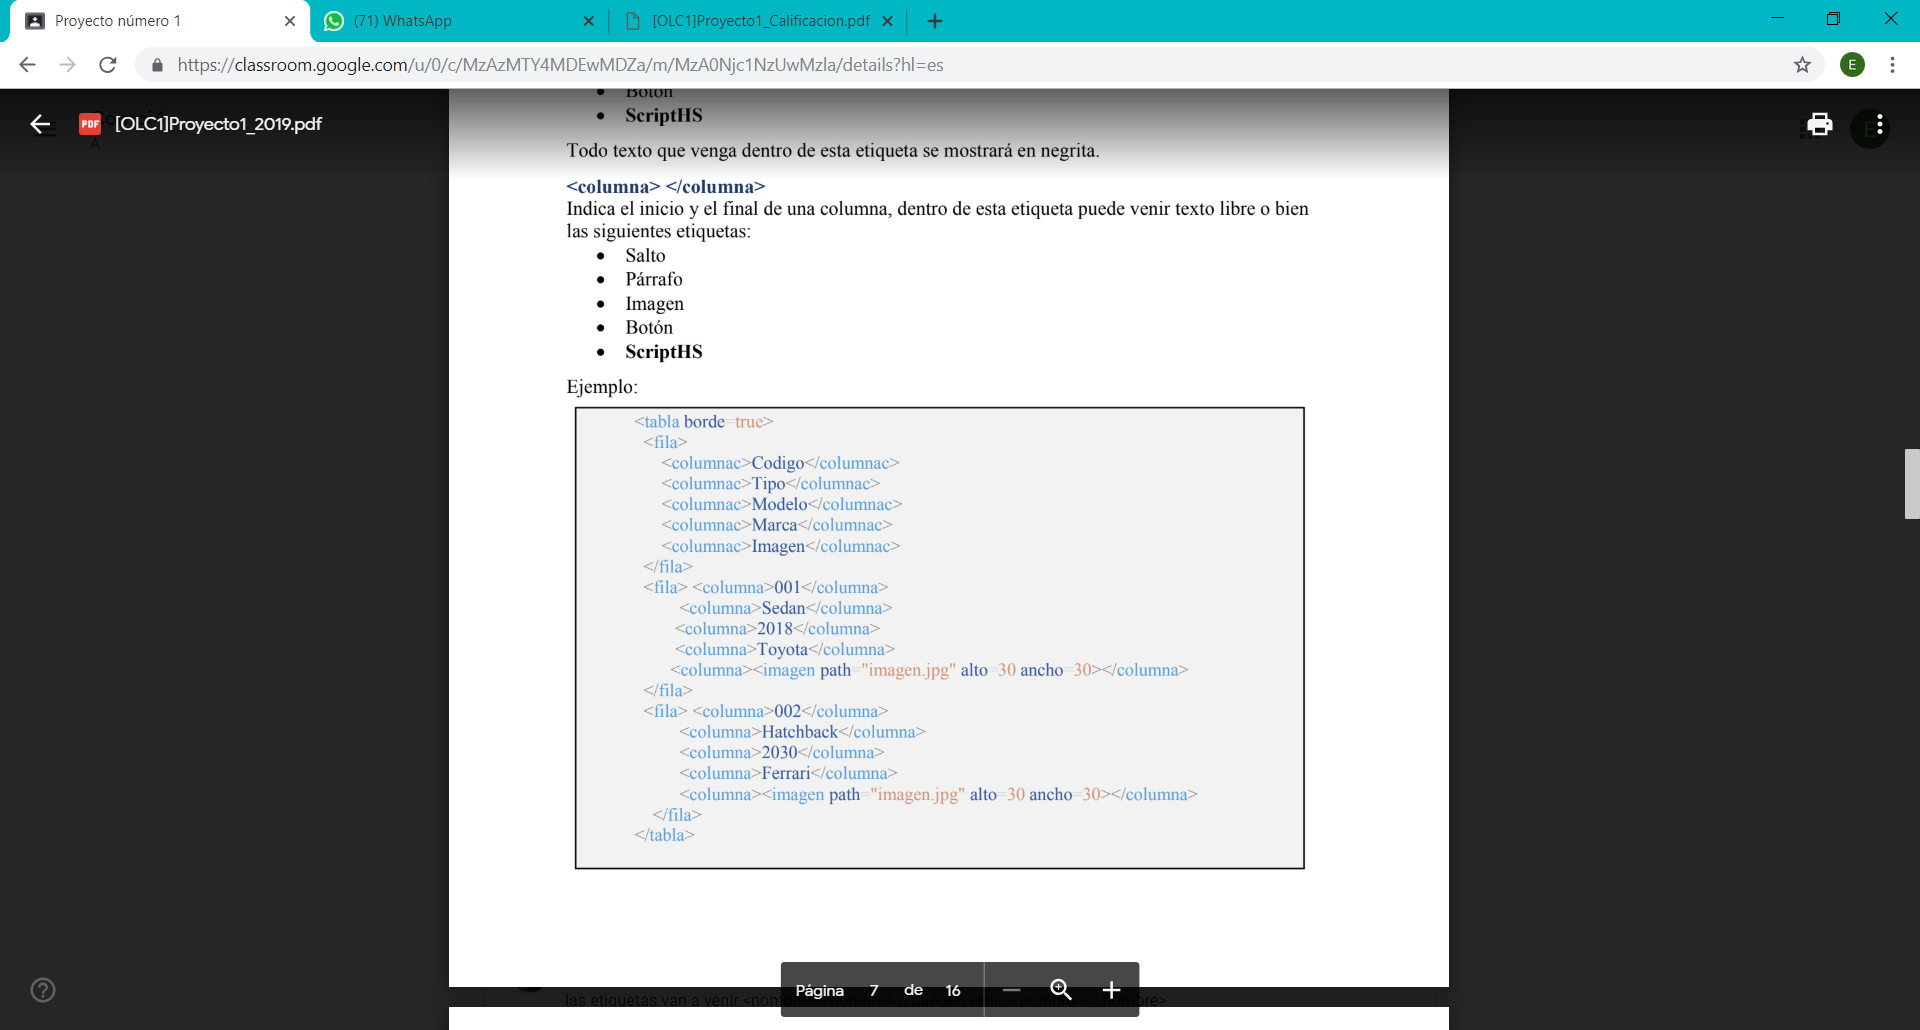 Proyecto número 1
(71) WhatsApp
[OLC1]Proyecto1_Calificacion.pdf
https://classroom.google.com/u/0/c/MzAzMTY4MDEwMDZa/m/MzA0Njc1NzUwMzla/details?hl=es
E
[OLC1]Proyecto1_2019.pdf
PDF
• Botón
• ScriptHS
Todo texto que venga dentro de esta etiqueta se mostrará en negrita.
<columna> </columna>
Indica el inicio y el final de una columna, dentro de esta etiqueta puede venir texto libre o bien
las siguientes etiquetas:
• Salto
• Párrafo
• Imagen
• Botón
• ScriptHS
Ejemplo:
<tabla borde=true>
<fila>
<columnac>Codigo</columnac>
<columnac>Tipo</columnac>
<columnac>Modelo</columnac>
<columnac>Marca</columnac>
<columnac>Imagen</columnac>
</fila>
<fila> <columna>001</columna>
<columna>Sedan</columna>
<columna>2018</columna>
<columna>Toyota</columna>
<columna><imagen path="imagen.jpg" alto=30 ancho=30></columna>
</fila>
<fila> <columna>002</columna>
<columna>Hatchback</columna>
<columna>2030</columna>
<columna>Ferrari</columna>
<columna><imagen path="imagen.jpg" alto=30 ancho=30></columna>
</fila>
</tabla>
Página 7 de 16
las etiquetas van a venir